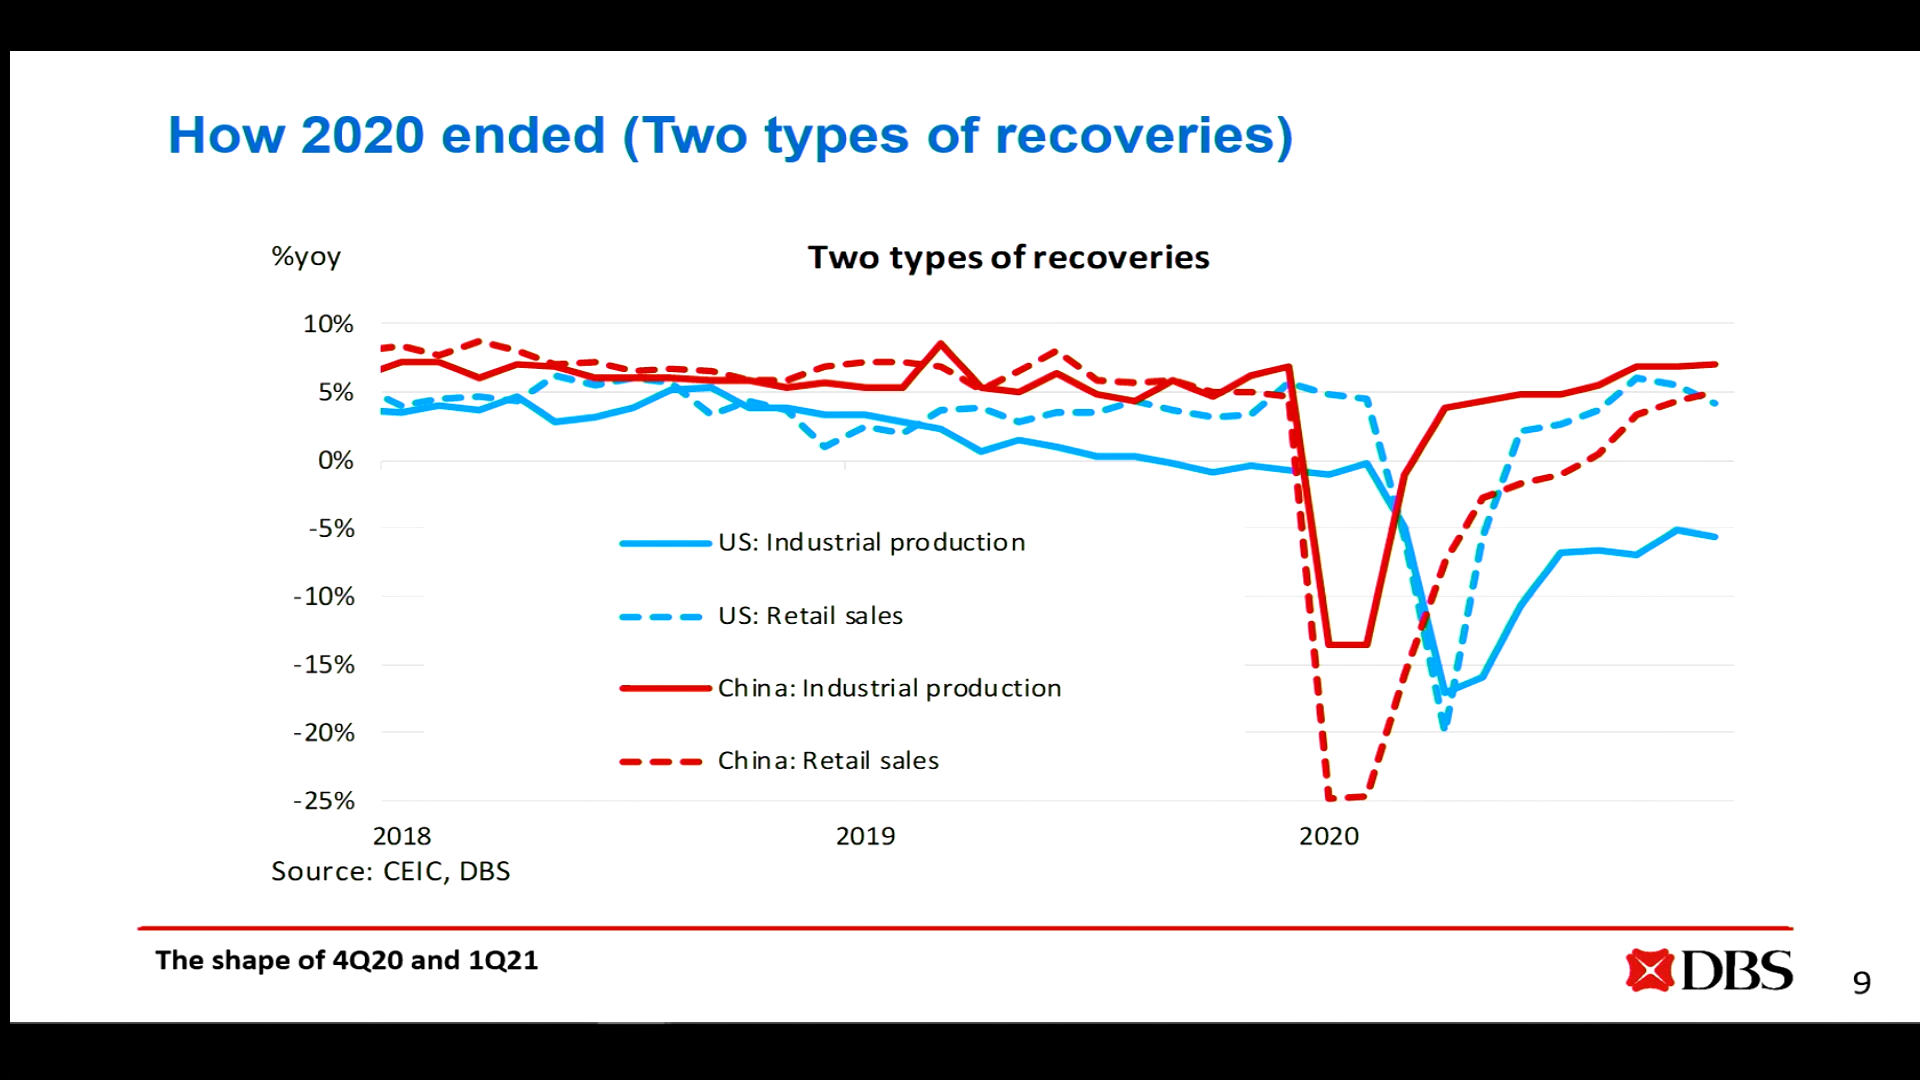 How 2020 ended (Two types of recoveries)
%yoy
Two types of recoveries
10%
5%
0%
-5%
-10%
-15%
-20%
-25%
US: Industrial production
US: Retail sales
China: Industrial production
China: Retail sales
2018 2019 2020
Source: CEIC, DBS
The shape of 4Q20 and 1Q21
DBS
9